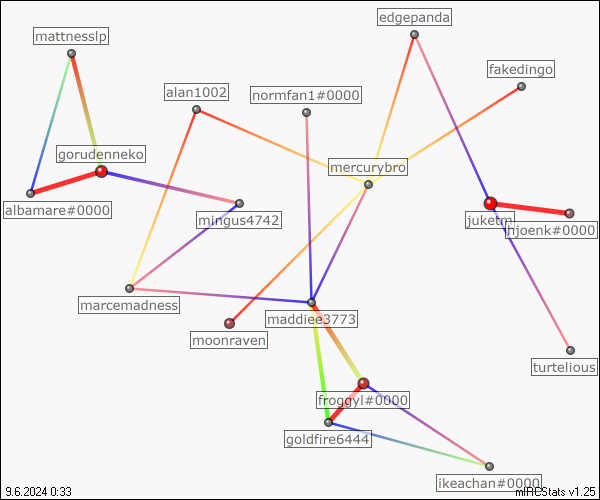 edgepanda
mattnesslp
fakedingo
alan1002
normfan1#0000
gorudenneko
mercurybro
albamare#0000
mingus4742
juketm
hjoenk#0000
marcemadness
maddiee3773
moonraven
turtelious
froggyl#0000
goldfire6444
ikeachan#0000
9.6.2024 0:33
mIRCStats v1.25